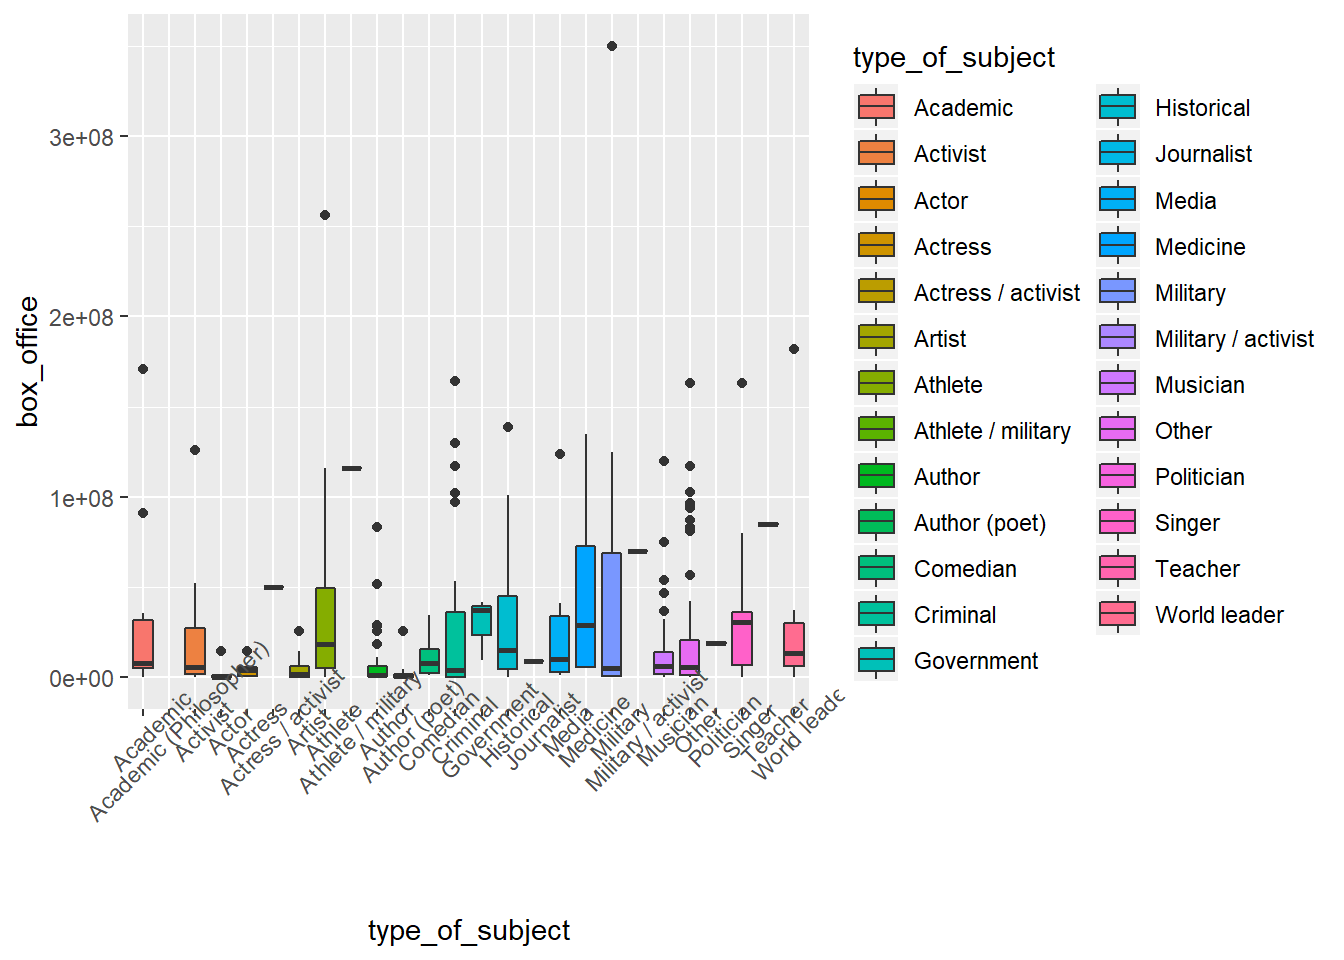 type_of_subject
Academic
Activist
Actor
Actress
Actress / activist
Artist
Athlete
Athlete / military
Author
Author (poet)
Comedian
Criminal
Government
Historical
Journalist
Media
Medicine
Military
Military / activist
Musician
Other
Politician
Singer
Teacher
World leader
box_office
3e+08
2e+08
1e+08
0e+00
Academic
Academic (Philosopher)
Activist
Actor
Actress
Actress / activist
Artist
Athlete
Athlete / military
Author
Author (poet)
Comedian
Criminal
Government
Historical
Journalist
Media
Medicine
Military
Military / activist
Musician
Other
Politician
Singer
Teacher
World leade
type_of_subject